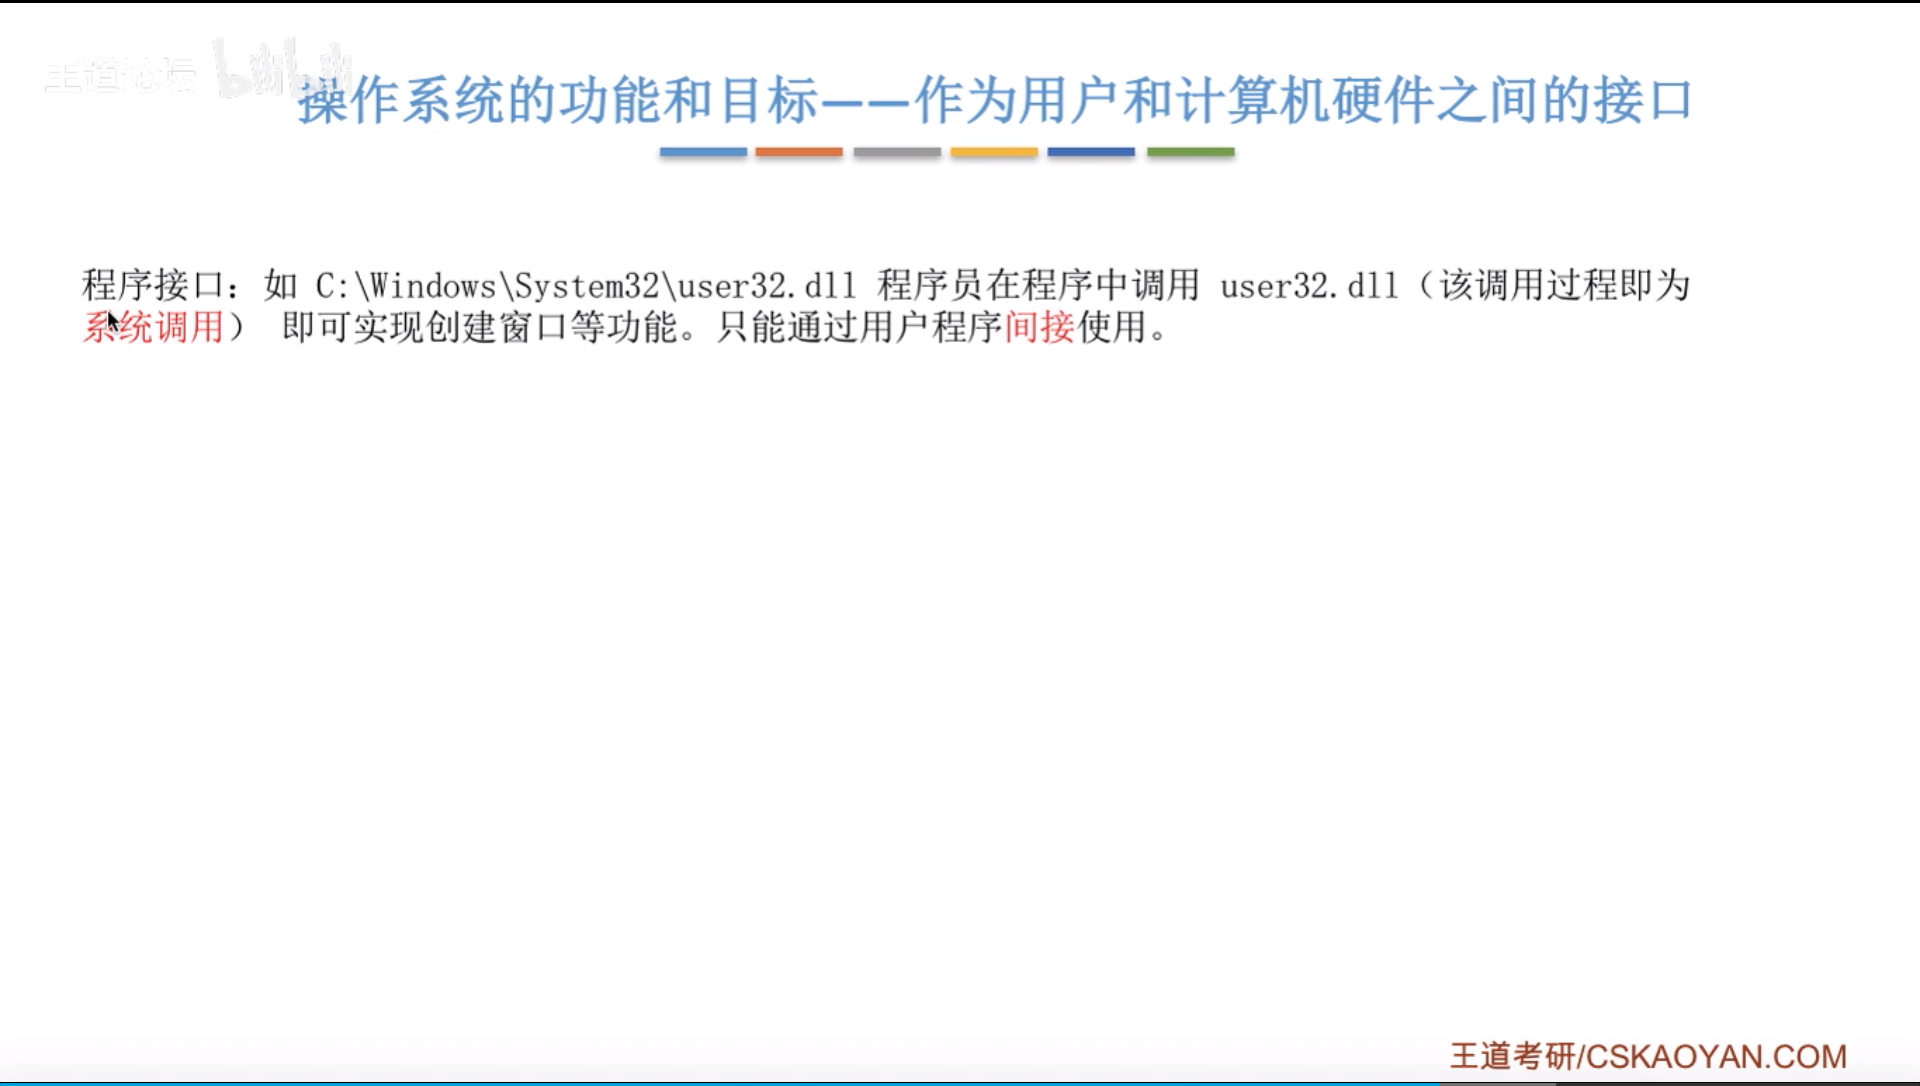 王道论坛 bilibili
操作系统的功能和目标——作为用户和计算机硬件之间的接口
程序接口：如 C:\Windows\System32\user32.dll 程序员在程序中调用 user32.dll（该调用过程即为
系统调用） 即可实现创建窗口等功能。只能通过用户程序间接使用。
王道考研/CSKAOYAN.COM